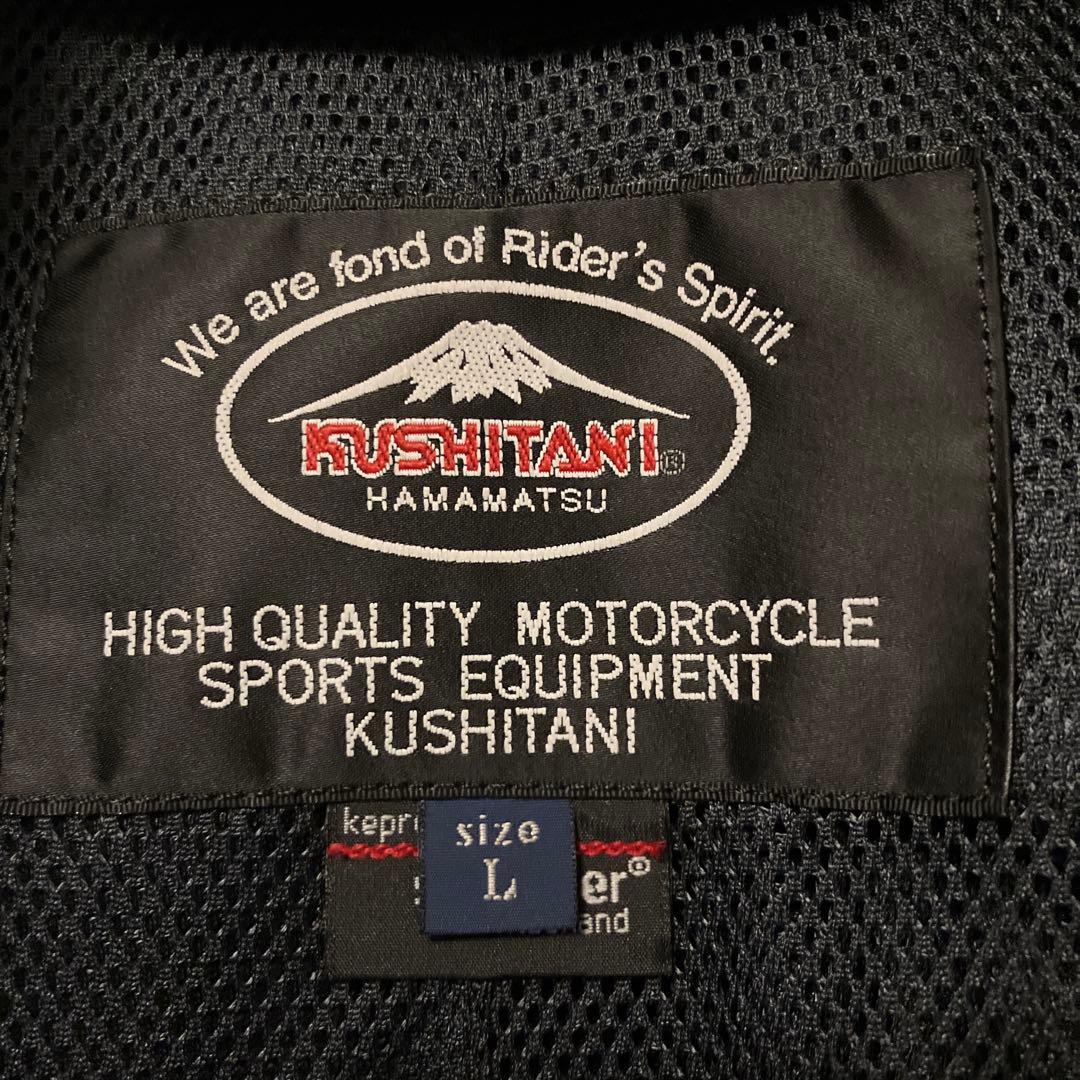 We are fond of Rider's Spirit.
KUSHITANI®
HAMAMATSU
HIGH QUALITY MOTORCYCLE
SPORTS EQUIPMENT
KUSHITANI
size
L